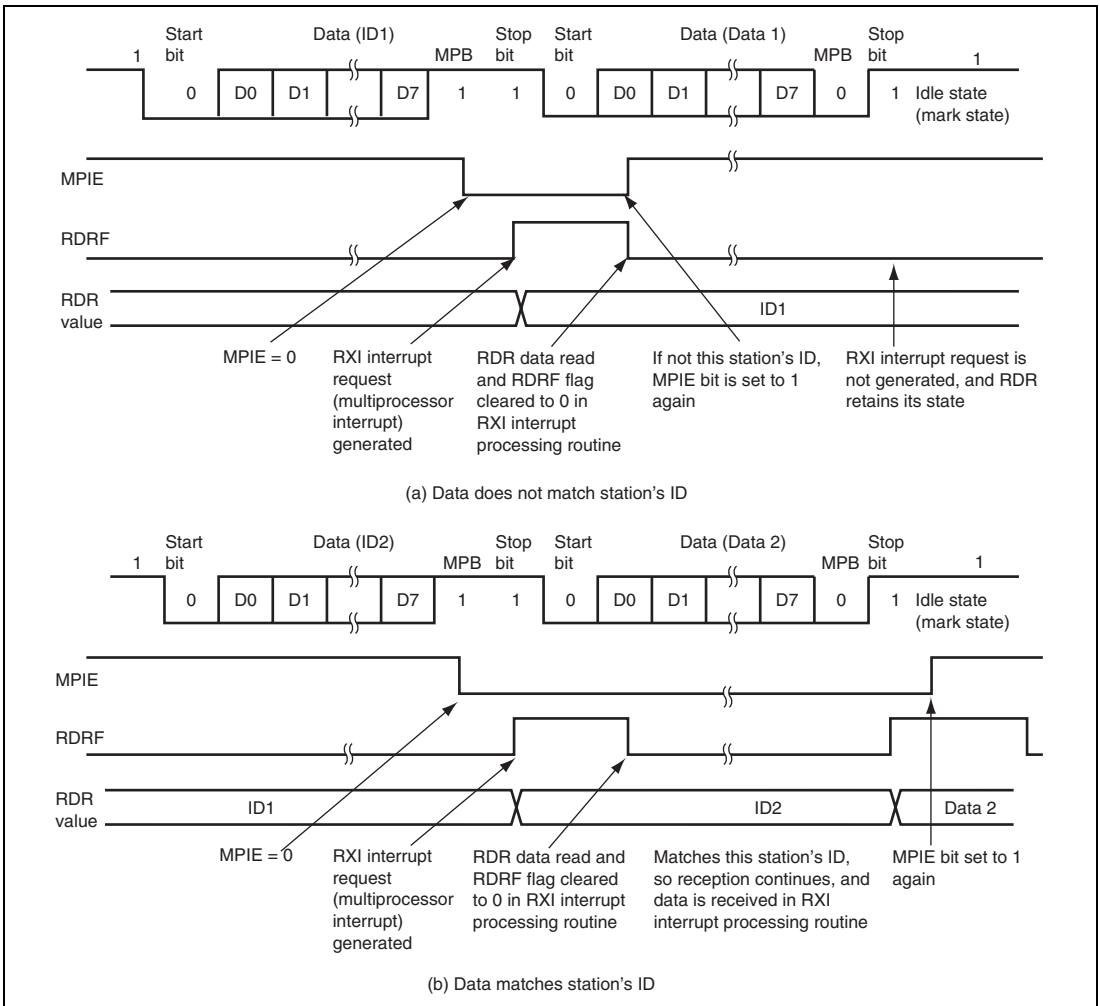 Start Data (ID1) Stop Start Data (Data 1) Stop
1 bit MPB bit bit MPB bit 1
0 D0 D1 D7 1 1 0 D0 D1 D7 0 1 Idle state
(mark state)
MPIE
RDRF
RDR
value
ID1
MPIE = 0
RXI interrupt
request
(multiprocessor
interrupt)
generated
RDR data read
and RDRF flag
cleared to 0 in
RXI interrupt
processing routine
If not this station's ID,
MPIE bit is set to 1
again
RXI interrupt request is
not generated, and RDR
retains its state
(a) Data does not match station's ID
Start Data (ID2) Stop Start Data (Data 2) Stop
1 bit MPB bit bit MPB bit 1
0 D0 D1 D7 1 1 0 D0 D1 D7 0 1 Idle state
(mark state)
MPIE
RDRF
RDR
value
ID1 ID2 Data 2
MPIE = 0
RXI interrupt
request
(multiprocessor
interrupt)
generated
RDR data read and
RDRF flag cleared
to 0 in RXI interrupt
processing routine
Matches this station's ID,
so reception continues, and
data is received in RXI
interrupt processing routine
MPIE bit set to 1
again
(b) Data matches station's ID